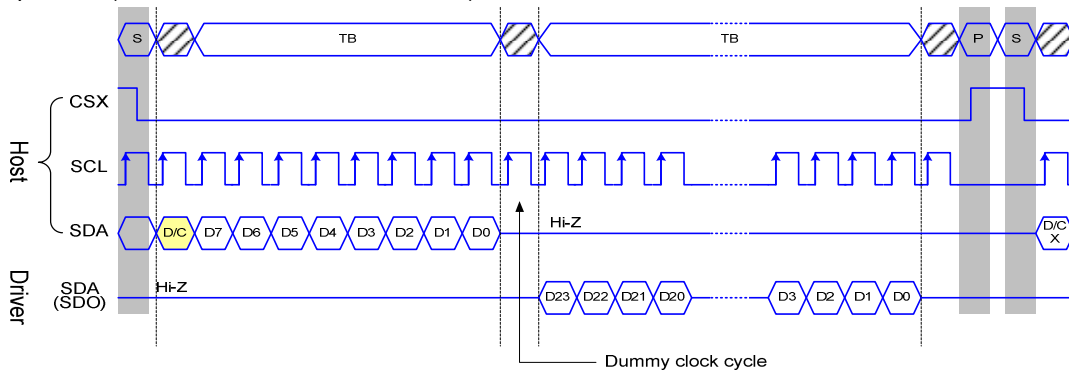 S TB TB P S
CSX
SCL
SDA D/C D7 D6 D5 D4 D3 D2 D1 D0 Hi-Z D/C X
SDA (SDO) Hi-Z D23 D22 D21 D20 D3 D2 D1 D0
Host
Driver
Dummy clock cycle